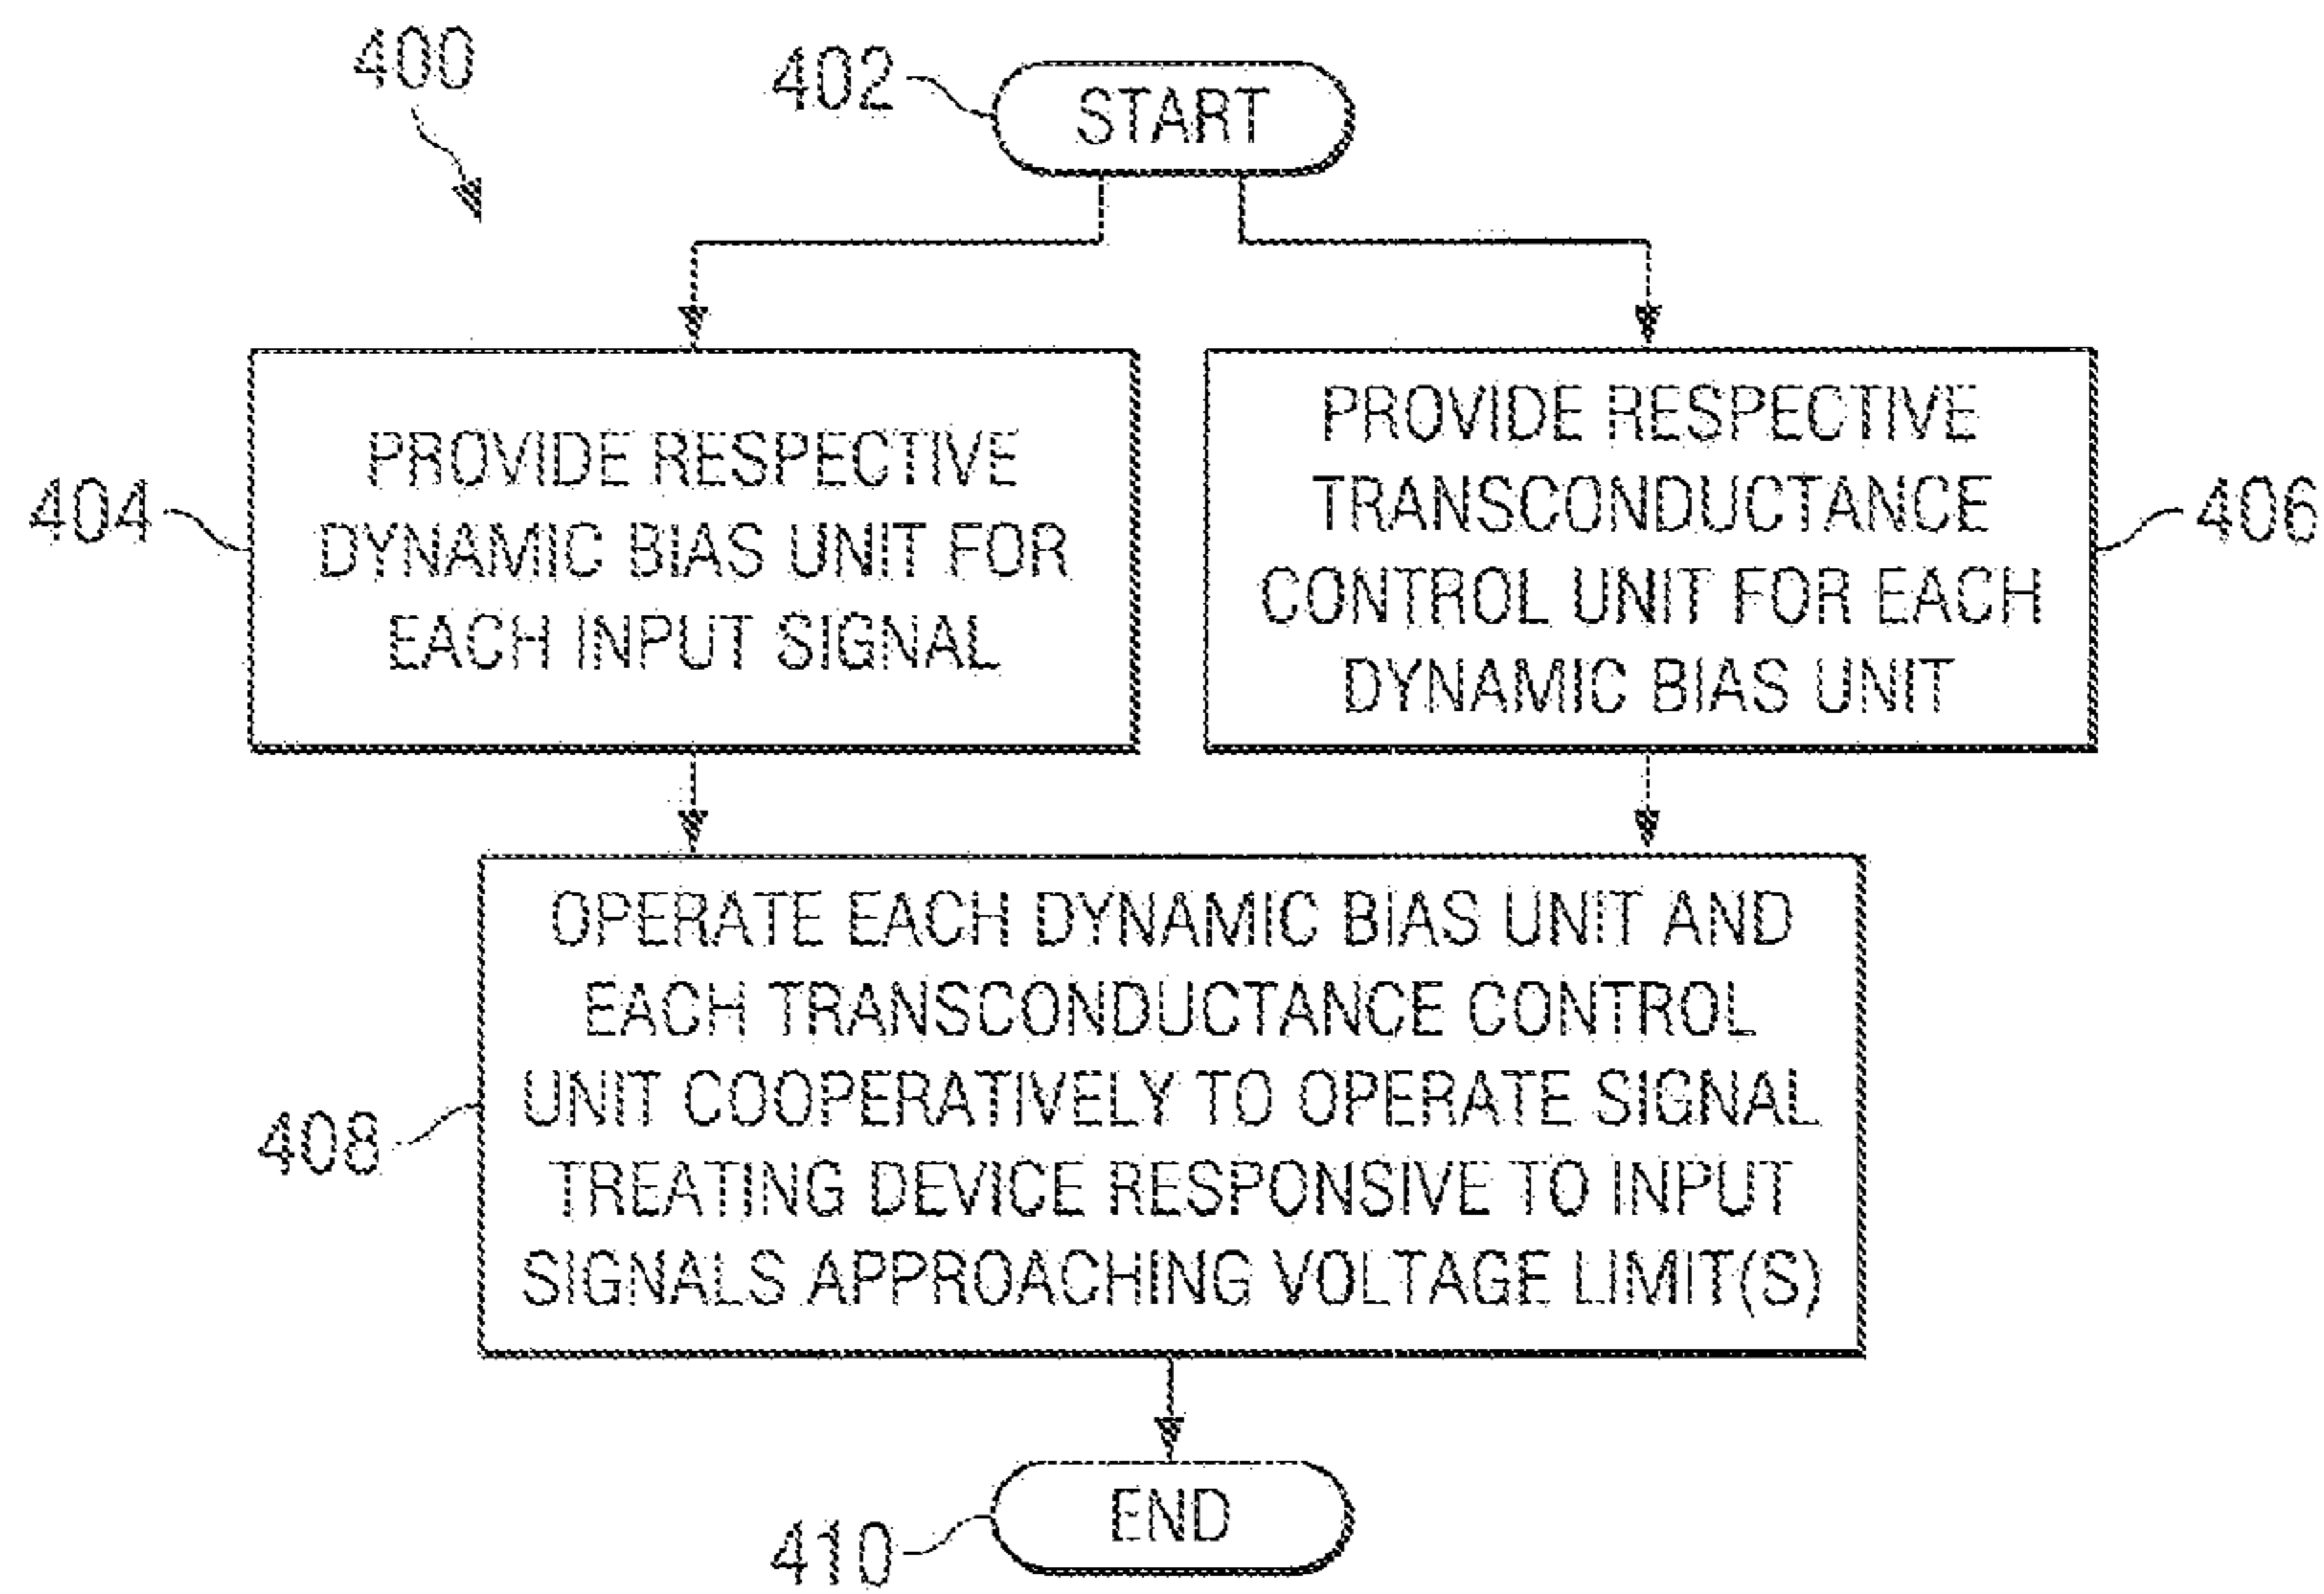 400
402
START
404
PROVIDE RESPECTIVE
DYNAMIC BIAS UNIT FOR
EACH INPUT SIGNAL
PROVIDE RESPECTIVE
TRANSCONDUCTANCE
CONTROL UNIT FOR EACH
DYNAMIC BIAS UNIT
406
408
OPERATE EACH DYNAMIC BIAS UNIT AND
EACH TRANSCONDUCTANCE CONTROL
UNIT COOPERATIVELY TO OPERATE SIGNAL
TREATING DEVICE RESPONSIVE TO INPUT
SIGNALS APPROACHING VOLTAGE LIMIT(S)
END
410